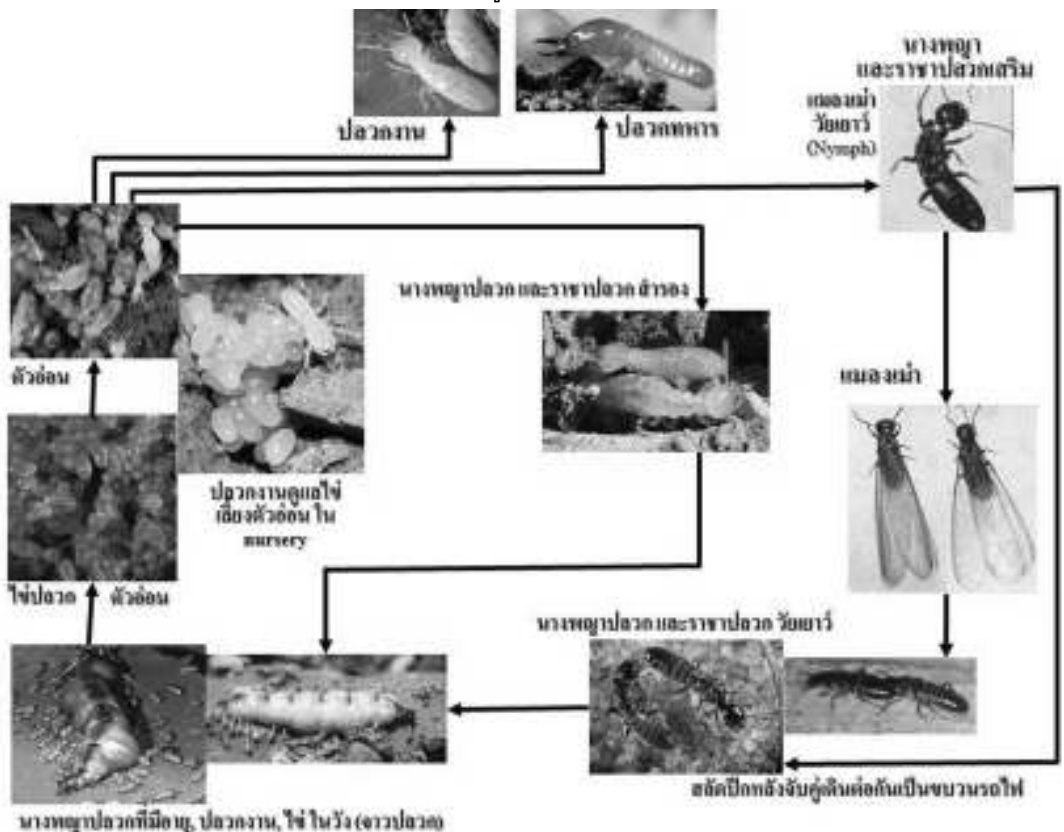 นางพญา
และราชาปลวกเสริม
แมลงเม่า
วัยเยาว์
(Nymph)
ปลวกงาน
ปลวกทหาร
นางพญาปลวก และราชาปลวก สำรอง
ตัวอ่อน
แมลงเม่า
ปลวกงานดูแลไข่
เลี้ยงตัวอ่อน ใน
nursery
ไข่ปลวก
ตัวอ่อน
นางพญาปลวก และราชาปลวก วัยเยาว์
สลัดปีกหลังจับคู่เดินต่อกันเป็นขบวนรถไฟ
นางพญาปลวกที่มีอายุ, ปลวกงาน, ไข่ ในวัง (จาวปลวก)